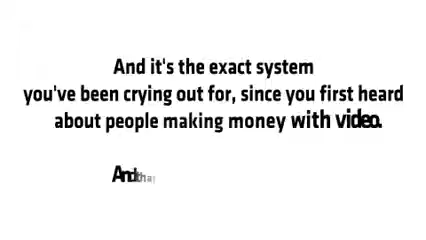 And it's the exact system
you've been crying out for, since you first heard
about people making money with video.
And